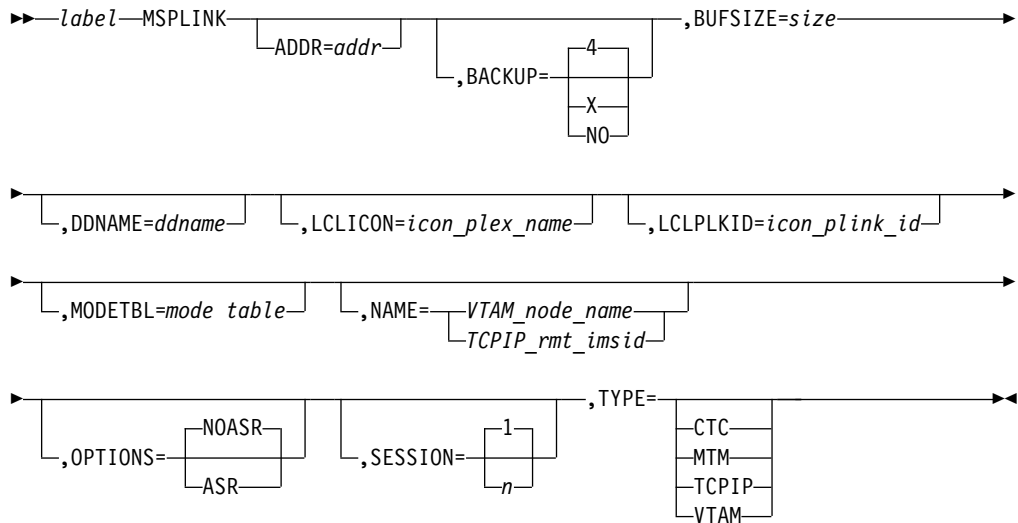 label MSPLINK ,BUFSIZE=size
ADDR=addr 4
,BACKUP=
X
NO
,DDNAME=ddname ,LCLICON=icon_plex_name ,LCLPLKID=icon_plink_id
,MODETBL=mode table ,NAME= VTAM_node_name
TCPIP_rmt_imsid
,TYPE=
NOASR 1 CTC
,OPTIONS= ,SESSION=
ASR n MTM
TCPIP
VTAM